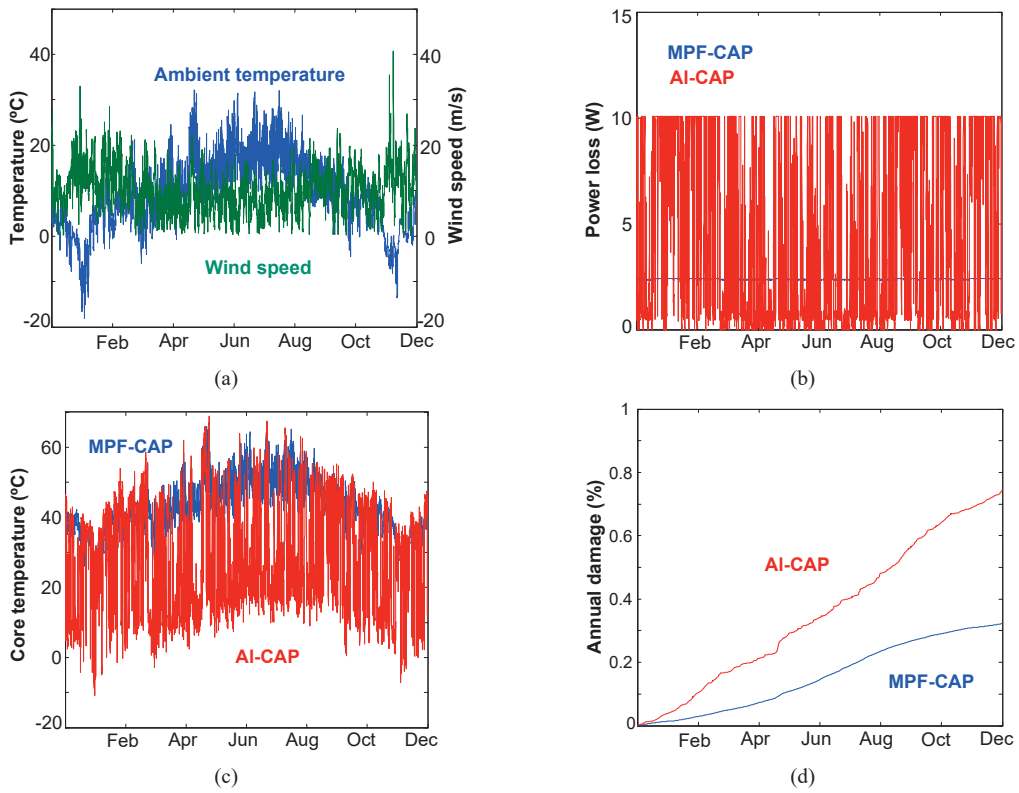 40
20
0
-20
Temperature (ºC)
Ambient temperature
Wind speed
40
20
0
-20
Wind speed (m/s)
Feb Apr Jun Aug Oct Dec
(a)
15
10
5
0
Power loss (W)
MPF-CAP
AI-CAP
Feb Apr Jun Aug Oct Dec
(b)
60
40
20
0
-20
Core temperature (ºC)
MPF-CAP
AI-CAP
Feb Apr Jun Aug Oct Dec
(c)
1
0.8
0.6
0.4
0.2
0
Annual damage (%)
AI-CAP
MPF-CAP
Feb Apr Jun Aug Oct Dec
(d)